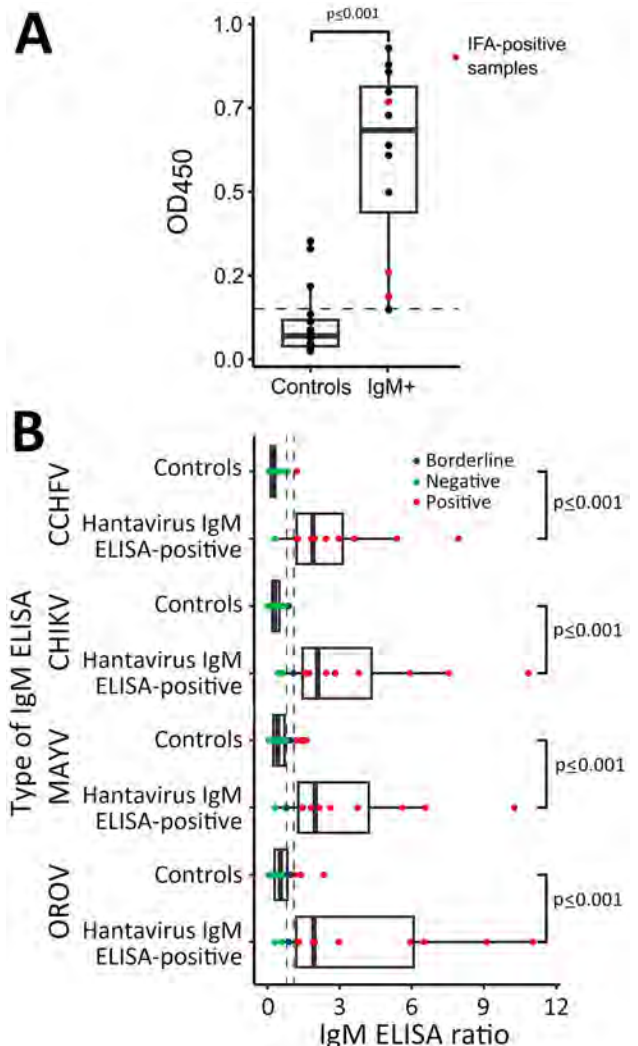 A
p≤0.001
IFA-positive
samples
OD450
1.0
0.7
0.5
0.2
0.0
Controls IgM+
B
Borderline
Negative
Positive
Type of IgM ELISA
CCHFV
Controls
Hantavirus IgM
ELISA-positive
p≤0.001
CHIKV
Controls
Hantavirus IgM
ELISA-positive
p≤0.001
MAYV
Controls
Hantavirus IgM
ELISA-positive
p≤0.001
OROV
Controls
Hantavirus IgM
ELISA-positive
p≤0.001
0 3 6 9 12
IgM ELISA ratio